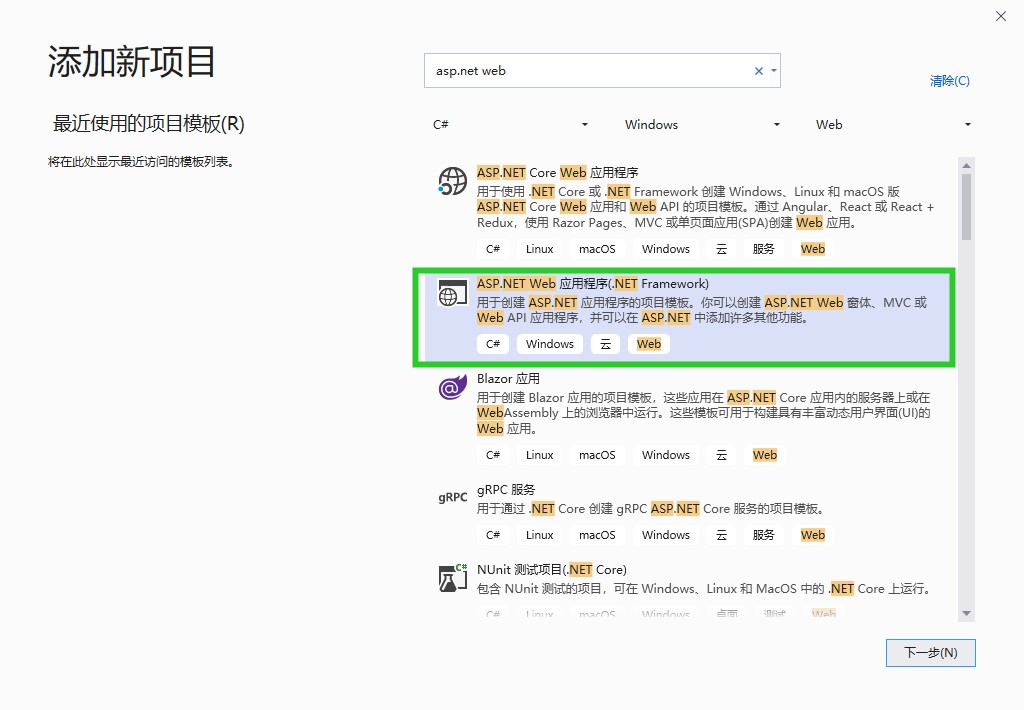 添加新项目
最近使用的项目模板(R)
将在此处显示最近访问的模板列表。
asp.net web
清除(C)
C# Windows Web
ASP.NET Core Web 应用程序
用于使用 .NET Core 或 .NET Framework 创建 Windows、Linux 和 macOS 版
ASP.NET Core Web 应用和 Web API 的项目模板。通过 Angular、React 或 React +
Redux，使用 Razor Pages、MVC 或单页应用(SPA)创建 Web 应用。
C# Linux macOS Windows 云 服务 Web
ASP.NET Web 应用程序(.NET Framework)
用于创建 ASP.NET 应用程序的项目模板。你可以创建 ASP.NET Web 窗体、MVC 或
Web API 应用程序，并可以在 ASP.NET 中添加许多其他功能。
C# Windows 云 Web
Blazor 应用
用于创建 Blazor 应用的项目模板，这些应用在 ASP.NET Core 应用内的服务器上或在
WebAssembly 上的浏览器中运行。这些模板可用于构建具有丰富动态用户界面(UI)的
Web 应用。
C# Linux macOS Windows 云 Web
gRPC
gRPC 服务
用于通过 .NET Core 创建 gRPC ASP.NET Core 服务的项目模板。
C# Linux macOS Windows 云 服务 Web
C#
NUnit 测试项目(.NET Core)
包含 NUnit 测试的项目，可在 Windows、Linux 和 MacOS 中的 .NET Core 上运行。
C# Linux macOS Windows 桌面 测试 Web
下一步(N)